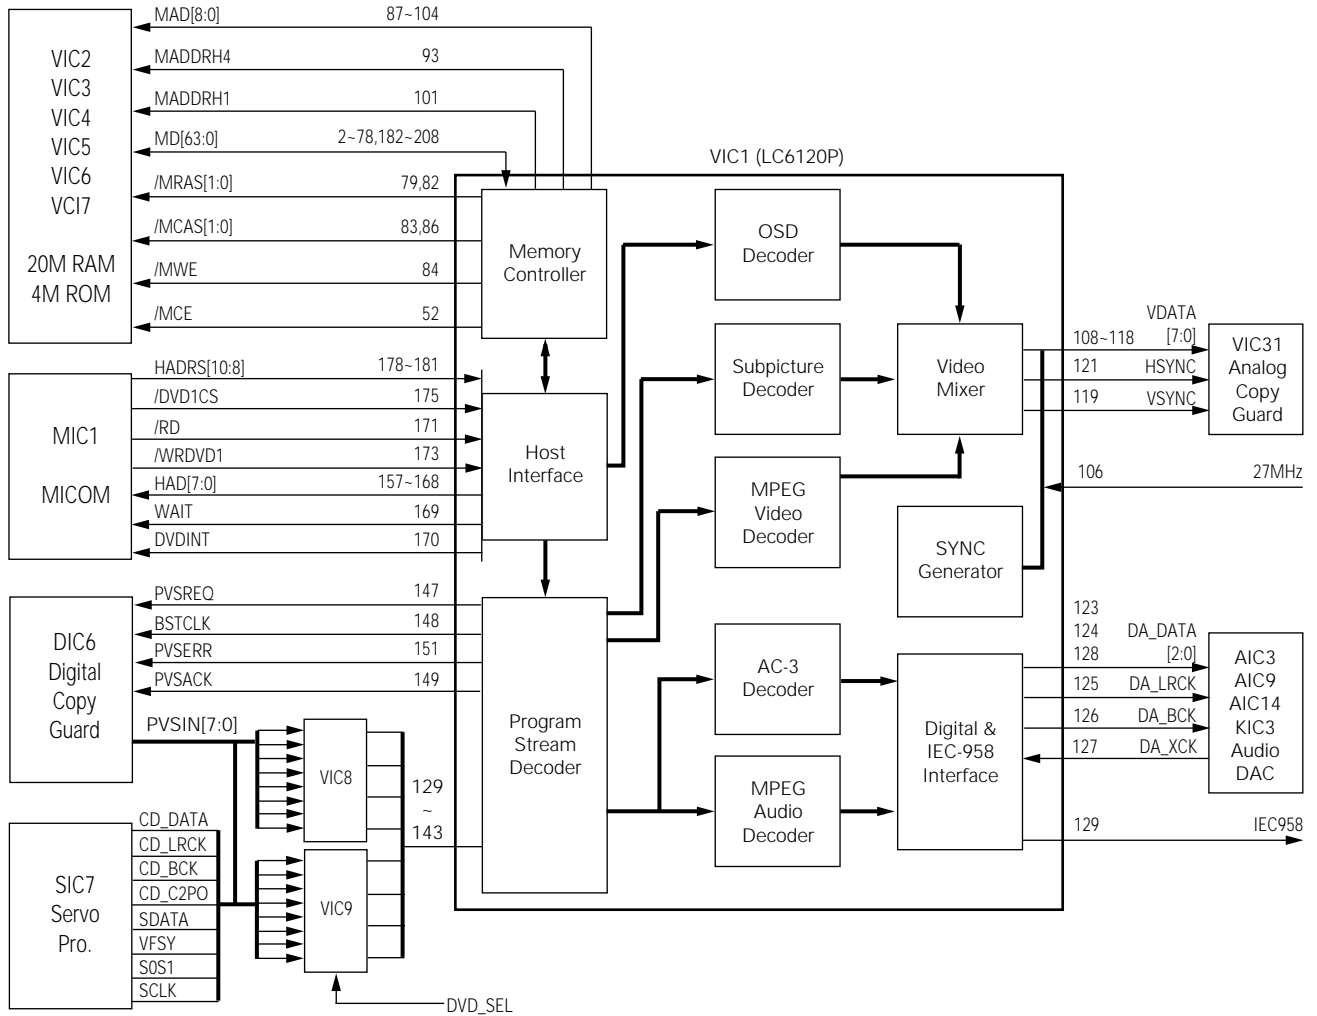 MAD[8:0] 87~104
MADDRH4 93
MADDRH1 101
MD[63:0] 2~78,182~208
/MRAS[1:0] 79,82
/MCAS[1:0] 83,86
/MWE 84
/MCE 52
VIC2
VIC3
VIC4
VIC5
VIC6
VCI7
20M RAM
4M ROM
HADRS[10:8] 178~181
/DVD1CS 175
/RD 171
/WRDVD1 173
HAD[7:0] 157~168
WAIT 169
DVDINT 170
MIC1
MICOM
PVSREQ 147
BSTCLK 148
PVSERR 151
PVSACK 149
PVSIN[7:0]
DIC6
Digital
Copy
Guard
CD_DATA
CD_LRCK
CD_BCK
CD_C2PO
SDATA
VFSY
S0S1
SCLK
SIC7
Servo
Pro.
VIC8
VIC9
DVD_SEL
129
~
143
VIC1 (LC6120P)
Memory
Controller
Host
Interface
Program
Stream
Decoder
OSD
Decoder
Subpicture
Decoder
MPEG
Video
Decoder
AC-3
Decoder
MPEG
Audio
Decoder
Video
Mixer
SYNC
Generator
Digital &
IEC-958
Interface
VDATA
108~118 [7:0]
121 HSYNC
119 VSYNC
VIC31
Analog
Copy
Guard
106 27MHz
123
124 DA_DATA
128 [2:0]
125 DA_LRCK
126 DA_BCK
127 DA_XCK
AIC3
AIC9
AIC14
KIC3
Audio
DAC
129 IEC958